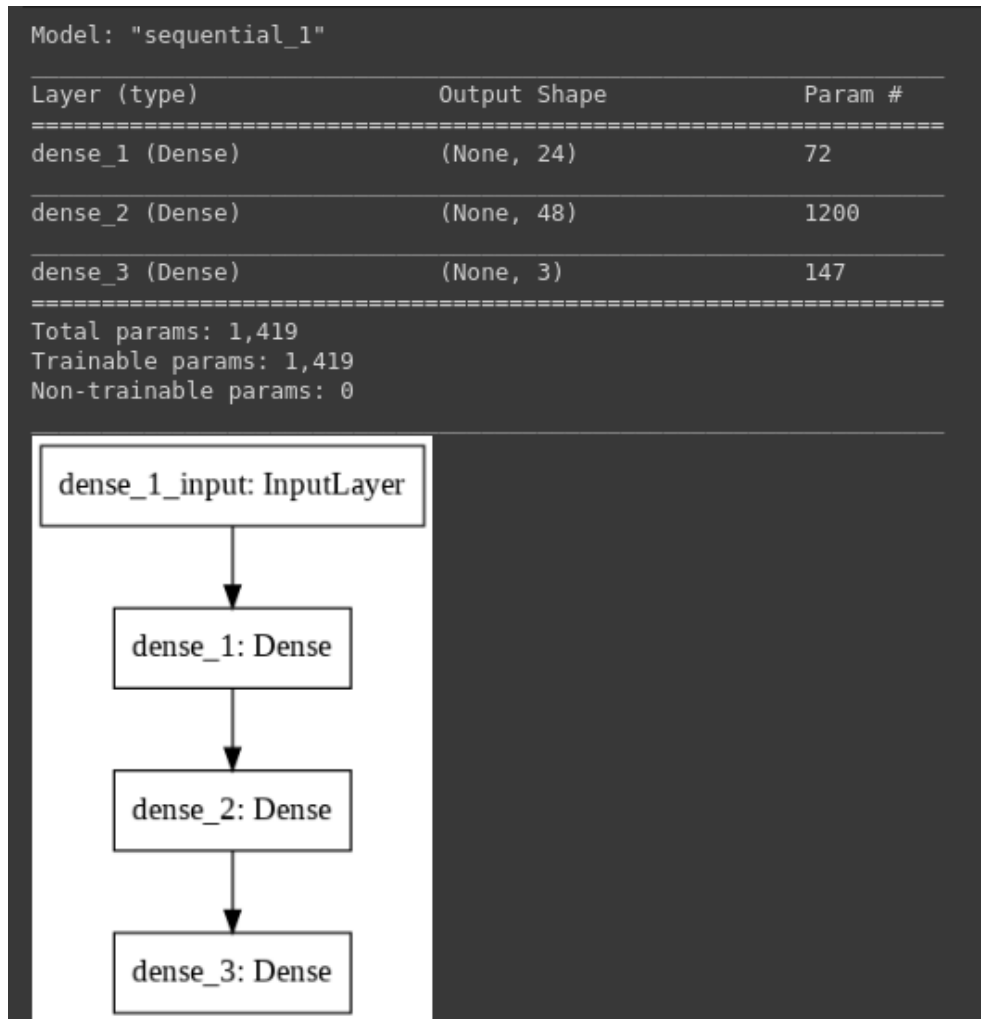 Model: "sequential_1"
Layer (type) Output Shape Param #
dense_1 (Dense) (None, 24) 72
dense_2 (Dense) (None, 48) 1200
dense_3 (Dense) (None, 3) 147
Total params: 1,419
Trainable params: 1,419
Non-trainable params: 0
dense_1_input: InputLayer
dense_1: Dense
dense_2: Dense
dense_3: Dense